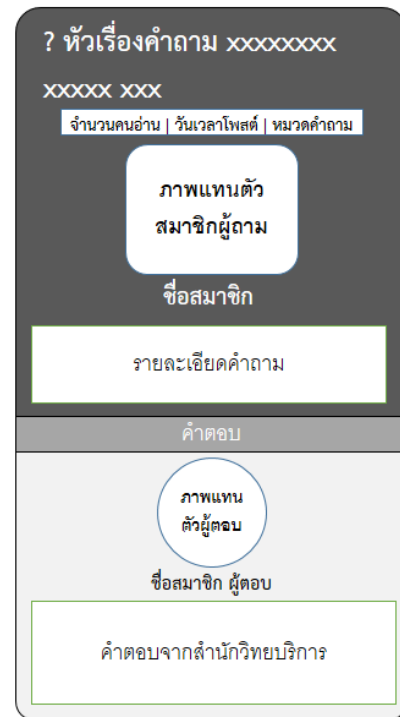 ? หัวเรื่องคำถาม xxxxxxxx
xxxxx xxx
จำนวนคนอ่าน | วันเวลาโพสต์ | หมวดคำถาม
ภาพแทนตัว
สมาชิกผู้ถาม
ชื่อสมาชิก
รายละเอียดคำถาม
คำตอบ
ภาพแทน
ตัวผู้ตอบ
ชื่อสมาชิก ผู้ตอบ
คำตอบจากสำนักวิทยบริการ